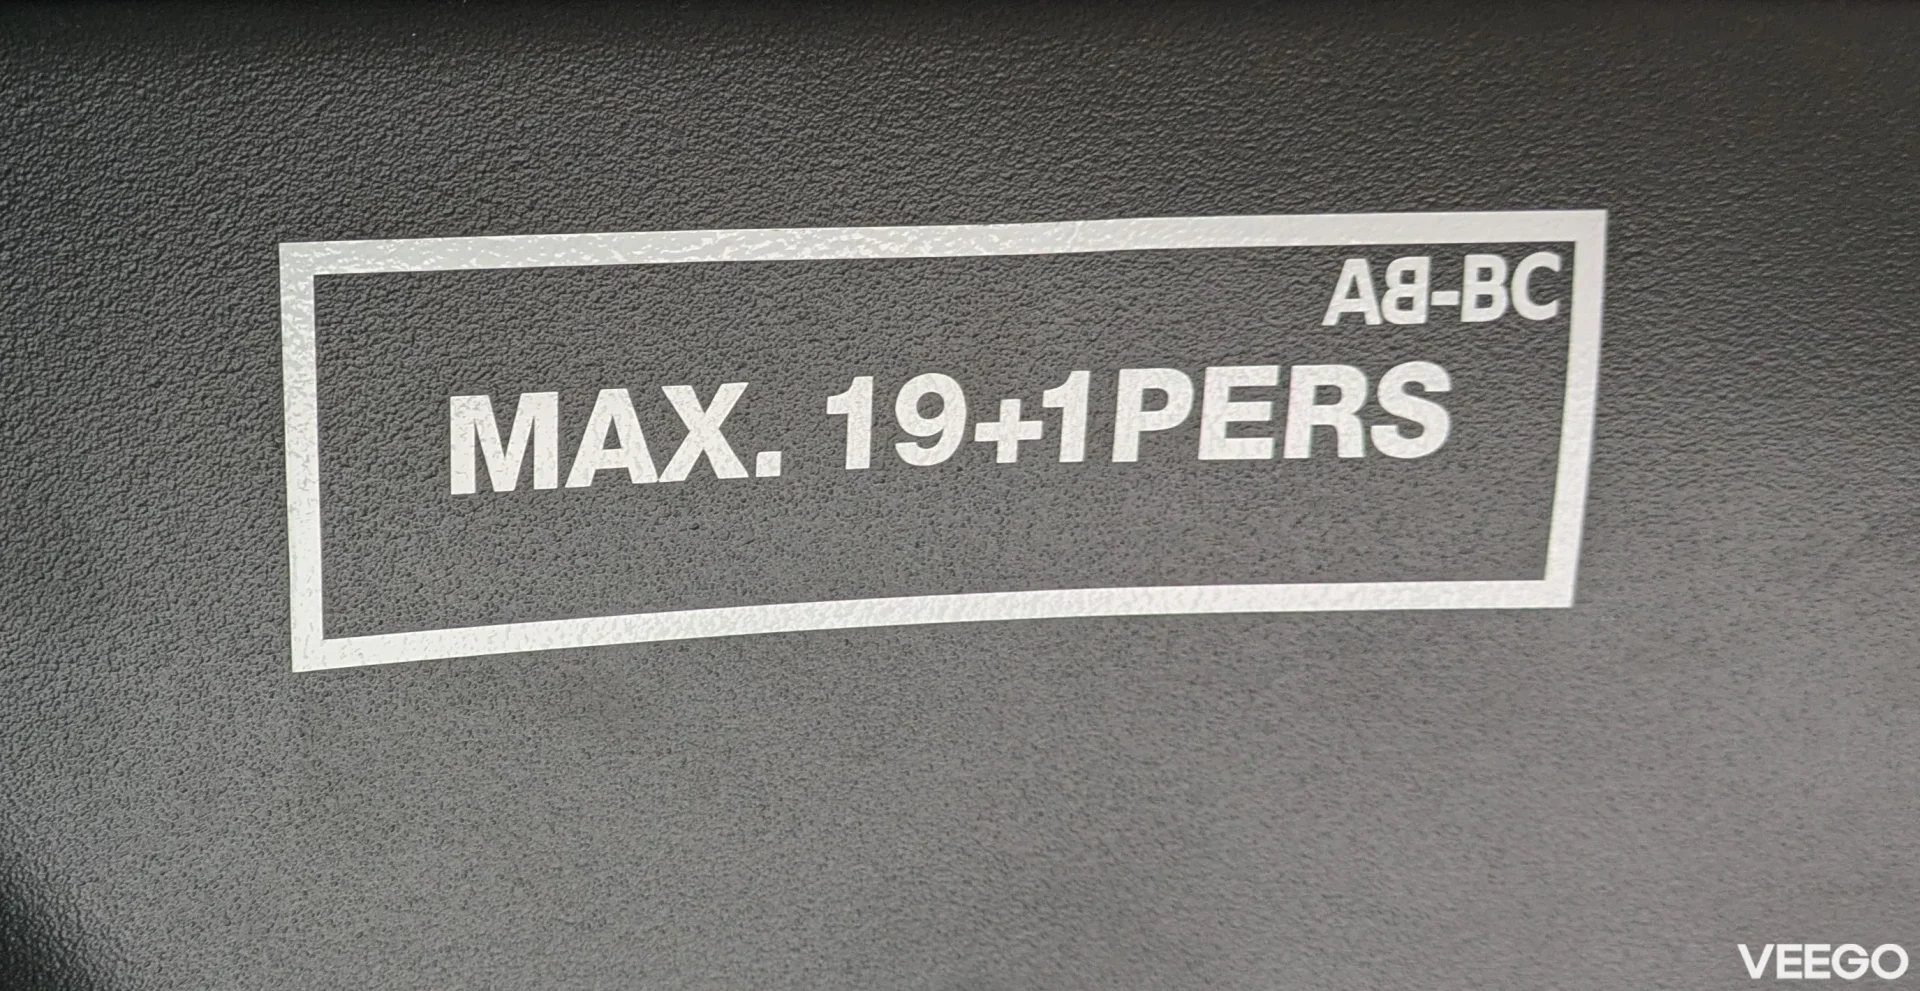 AB-BC
MAX. 19+1PERS
VEEGO